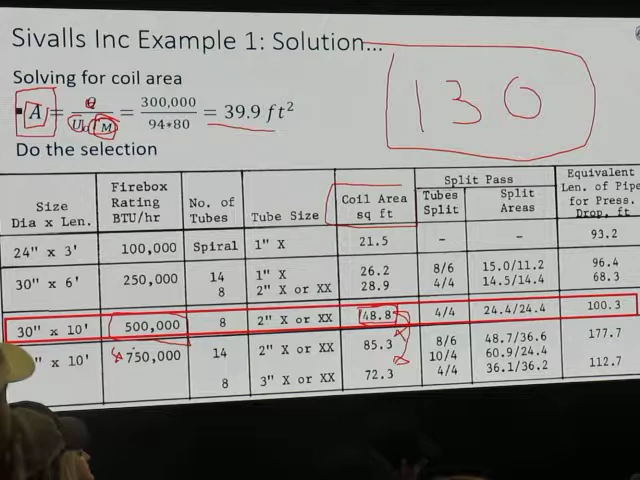 Sivalls Inc Example 1: Solution...
130
Solving for coil area
▪A = q / U₀ T_M = 300,000 / 94*80 = 39.9 ft²
Do the selection
Size Dia x Len. | Firebox Rating BTU/hr | No. of Tubes | Tube Size | Coil Area sq ft | Split Pass Tubes Split | Split Areas | Equivalent Len. of Pipe for Press. Drop, ft
24" x 3' 100,000 Spiral 1" X 21.5 - - 93.2
30" x 6' 250,000 14 1" X 26.2 8/6 15.0/11.2 96.4
8 2" X or XX 28.9 4/4 14.5/14.4 68.3
30" x 10' 500,000 8 2" X or XX 48.8 4/4 24.4/24.4 100.3
" x 10' 750,000 14 2" X or XX 85.3 8/6 48.7/36.6 177.7
10/4 60.9/24.4
8 3" X or XX 72.3 4/4 36.1/36.2 112.7